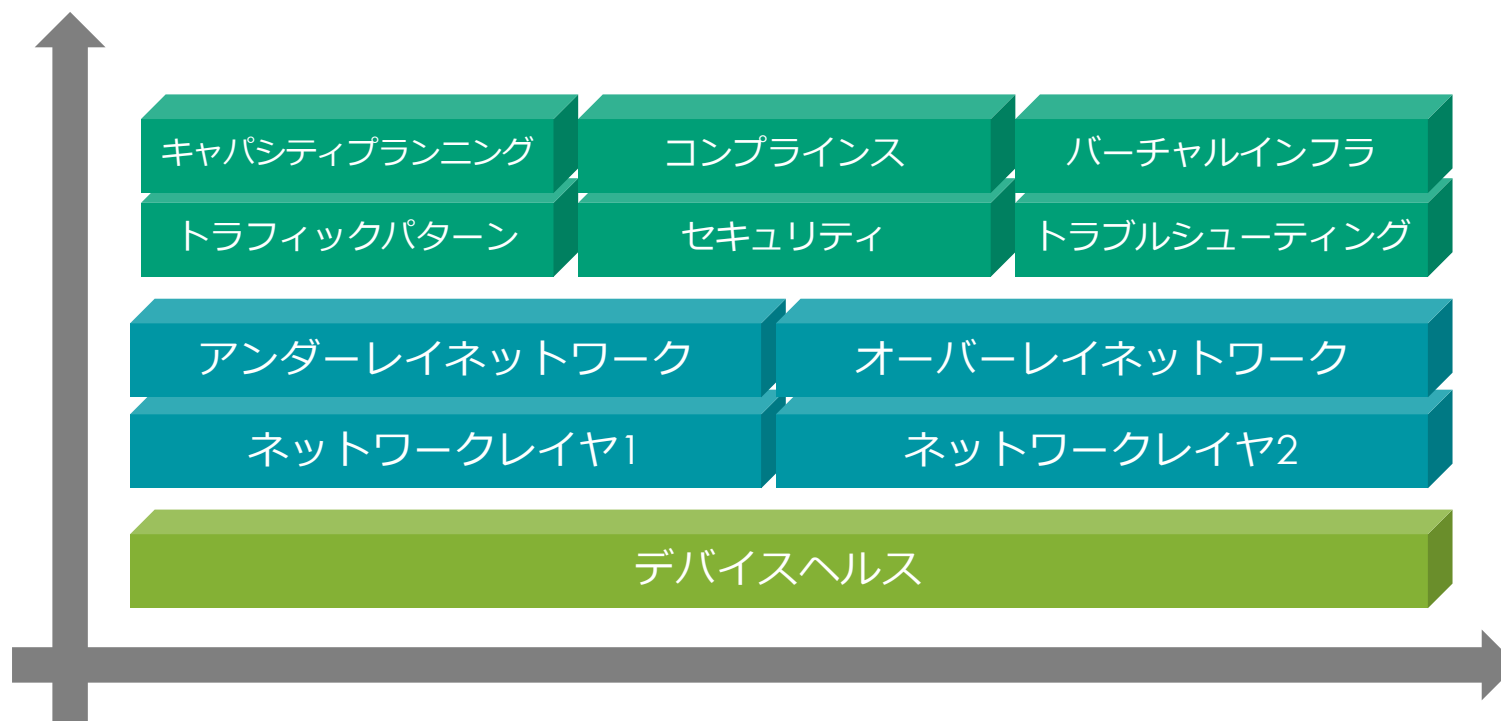 キャパシティプランニング
コンプラインス
バーチャルインフラ
トラフィックパターン
セキュリティ
トラブルシューティング
アンダーレイネットワーク
オーバーレイネットワーク
ネットワークレイヤ1
ネットワークレイヤ2
デバイスヘルス